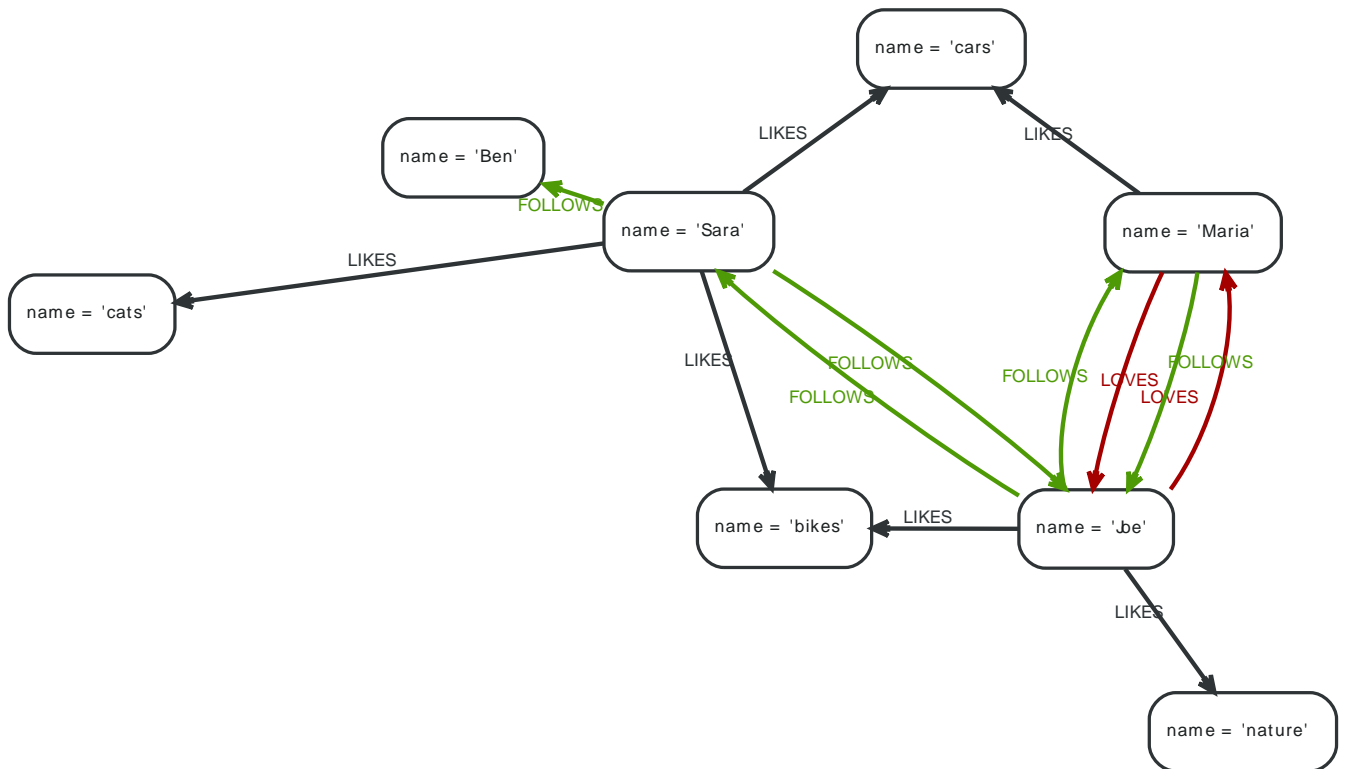 name = 'cars'
LIKES
LIKES
name = 'Ben'
FOLLOWS
name = 'Sara'
name = 'Maria'
LIKES
name = 'cats'
LIKES
FOLLOWS
FOLLOWS
FOLLOWS
LOVES
FOLLOWS
LOVES
name = 'bikes'
LIKES
name = 'Joe'
LIKES
name = 'nature'